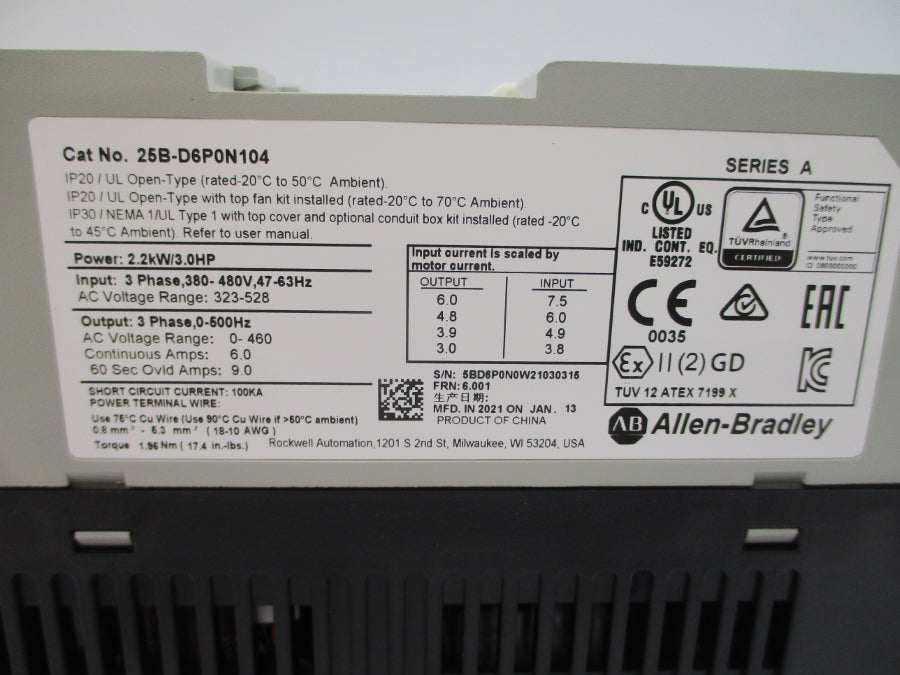 Cat No. 25B-D6P0N104
IP20 / UL Open-Type (rated-20°C to 50°C Ambient).
IP20 / UL Open-Type with top fan kit installed (rated-20°C to 70°C Ambient).
IP30 / NEMA 1/UL Type 1 with top cover and optional conduit box kit installed (rated -20°C
to 45°C Ambient). Refer to user manual.
Power: 2.2kW/3.0HP
Input: 3 Phase,380- 480V,47-63Hz
AC Voltage Range: 323-528
Output: 3 Phase,0-500Hz
AC Voltage Range: 0- 460
Continuous Amps: 6.0
60 Sec Ovld Amps: 9.0
SHORT CIRCUIT CURRENT: 100KA
POWER TERMINAL WIRE:
Use 75°C Cu Wire (Use 90°C Cu Wire if >50°C ambient)
0.8 mm² - 5.3 mm² (18-10 AWG)
Torque 1.96 Nm (17.4 in.-lbs.)
Input current is scaled by
motor current.
OUTPUT INPUT
6.0 7.5
4.8 6.0
3.9 4.9
3.0 3.8
S/N: 5BD6P0N0W21030315
FRN: 6.001
生产日期:
MFD. IN 2021 ON JAN. 13
PRODUCT OF CHINA
Rockwell Automation,1201 S 2nd St, Milwaukee, WI 53204, USA
SERIES A
C UL US
LISTED
IND. CONT. EQ.
E59272
TÜVRheinland
CERTIFIED
Functional
Safety
Type
Approved
www.tuv.com
ID 0600000000
CE
0035
EAC
Ex II (2) GD
TUV 12 ATEX 7199 X
AB Allen-Bradley